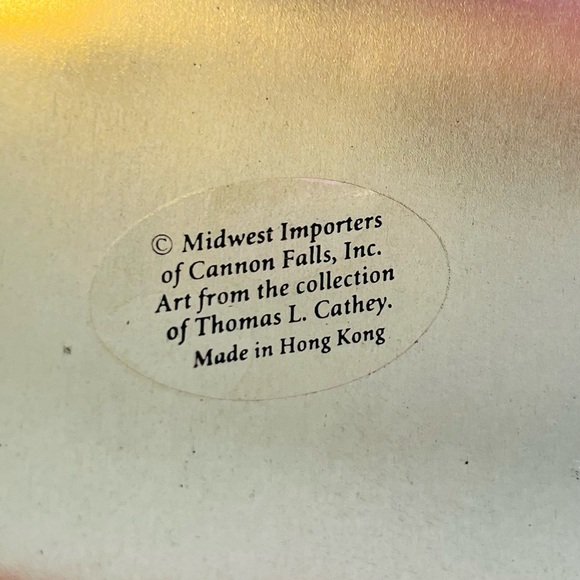 © Midwest Importers
of Cannon Falls, Inc.
Art from the collection
of Thomas L. Cathey.
Made in Hong Kong